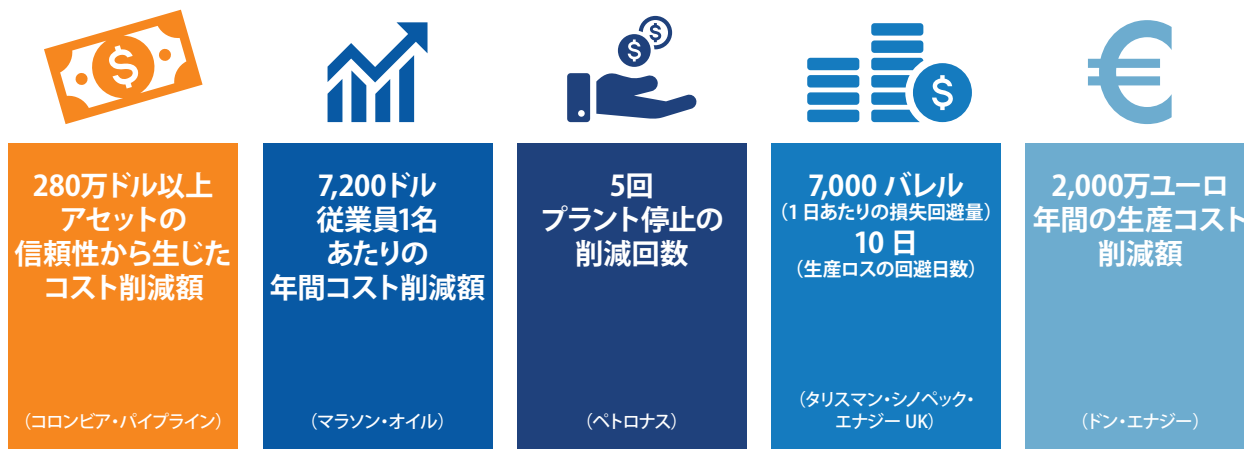 280万ドル以上
アセットの
信頼性から生じた
コスト削減額
(コロンビア・パイプライン)
7,200ドル
従業員1名
あたりの
年間コスト削減額
(マラソン・オイル)
5回
プラント停止の
削減回数
(ペトロナス)
7,000 バレル
(1日あたりの損失回避量)
10 日
(生産ロスの回避日数)
(タリスマン・シノペック・
エナジー UK)
2,000万ユーロ
年間の生産コスト
削減額
(ドン・エナジー)